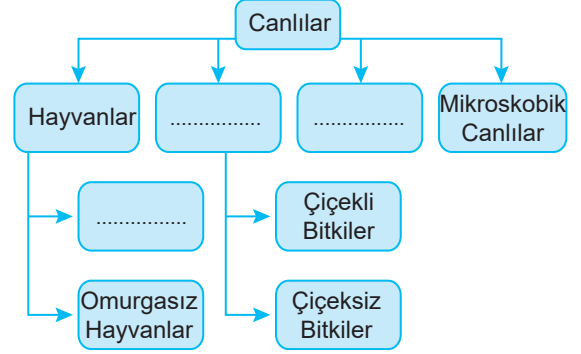 Canlılar
Hayvanlar
................
................
Mikroskobik
Canlılar
................
Çiçekli
Bitkiler
Omurgasız
Hayvanlar
Çiçeksiz
Bitkiler